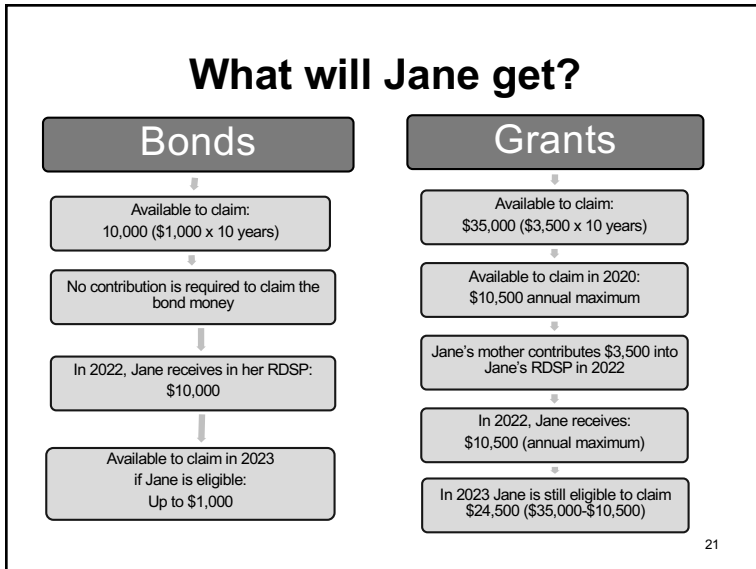 What will Jane get?
Bonds
Available to claim:
10,000 ($1,000 x 10 years)
No contribution is required to claim the
bond money
In 2022, Jane receives in her RDSP:
$10,000
Available to claim in 2023
if Jane is eligible:
Up to $1,000
Grants
Available to claim:
$35,000 ($3,500 x 10 years)
Available to claim in 2020:
$10,500 annual maximum
Jane’s mother contributes $3,500 into
Jane’s RDSP in 2022
In 2022, Jane receives:
$10,500 (annual maximum)
In 2023 Jane is still eligible to claim
$24,500 ($35,000-$10,500)
21